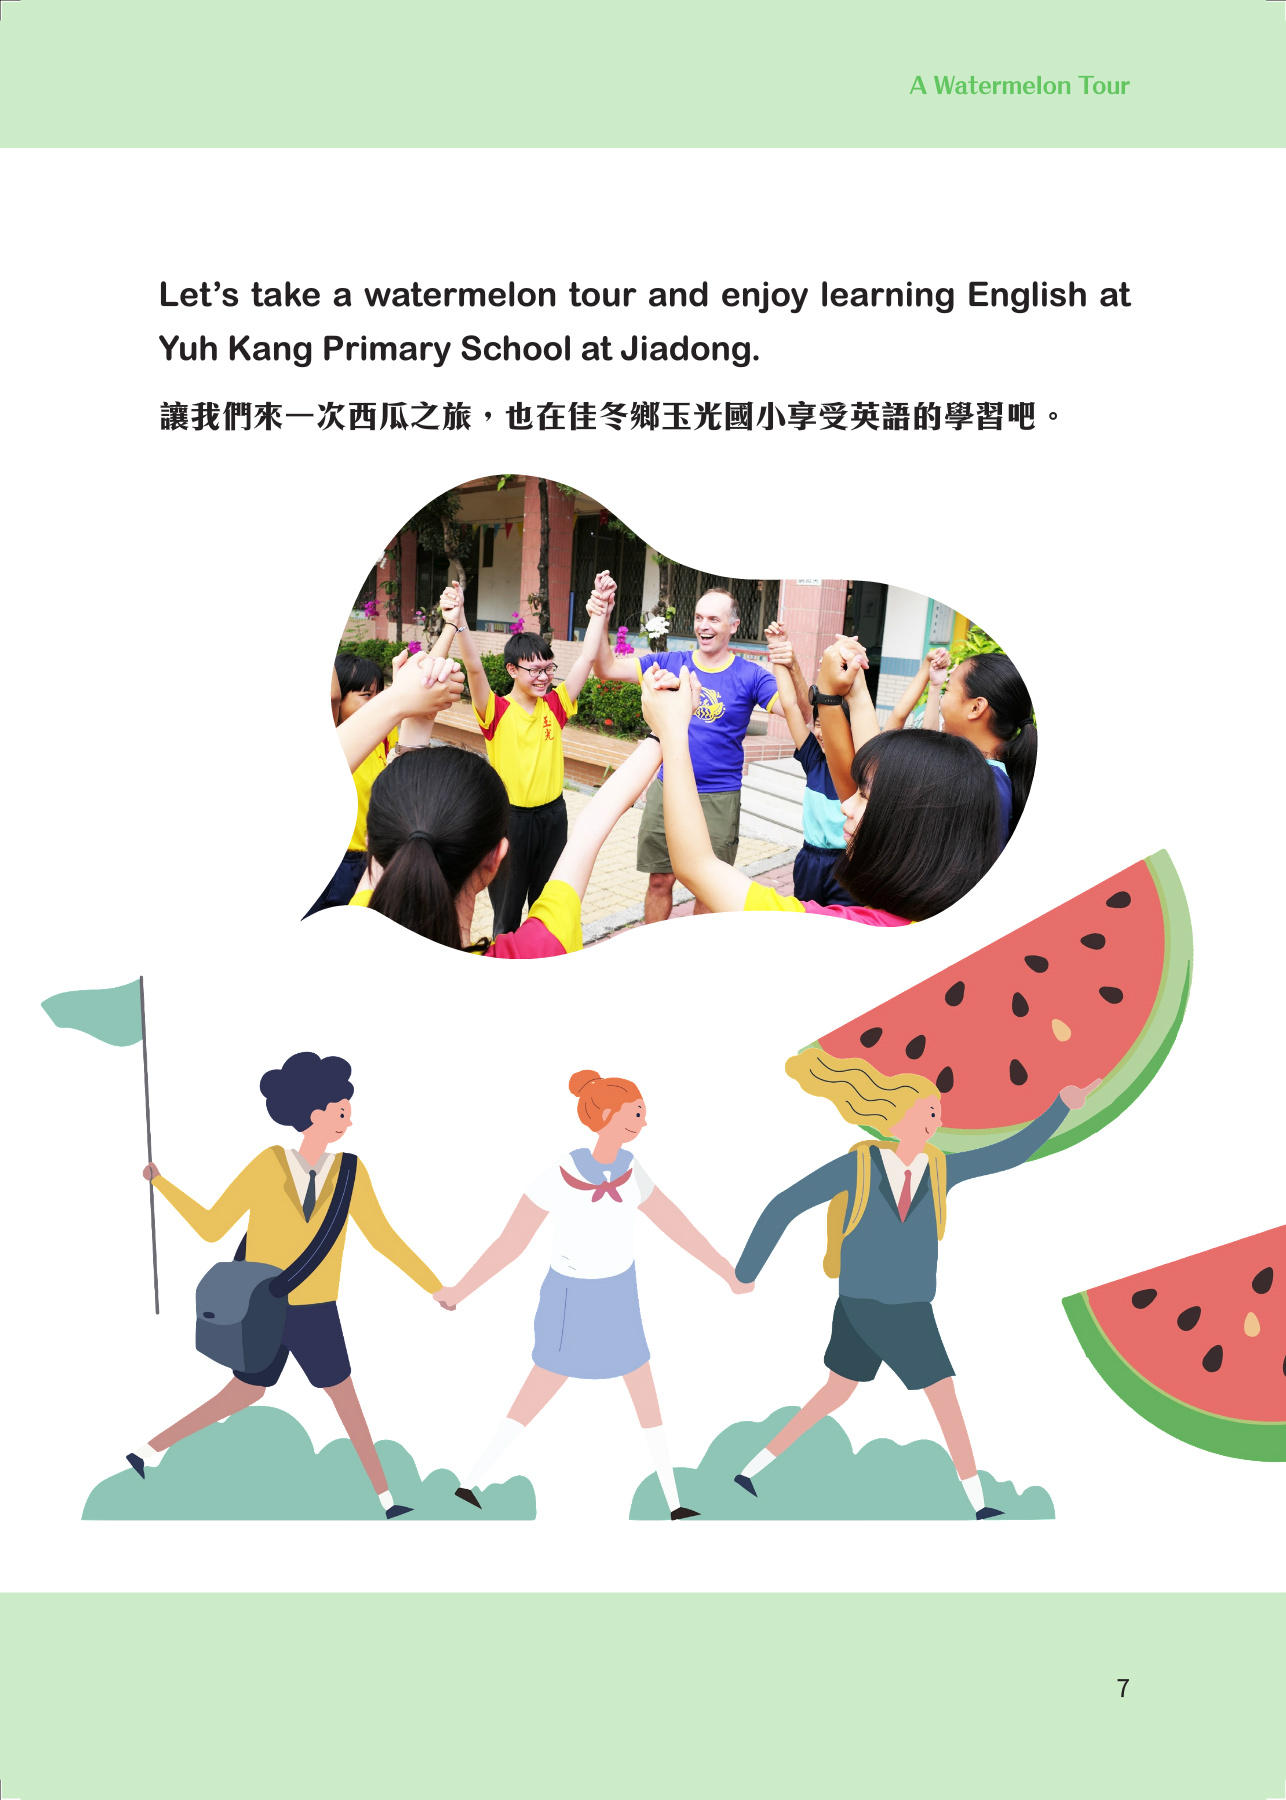 A Watermelon Tour
Let’s take a watermelon tour and enjoy learning English at
Yuh Kang Primary School at Jiadong.
讓我們來一次西瓜之旅，也在佳冬鄉玉光國小享受英語的學習吧。
玉光
7